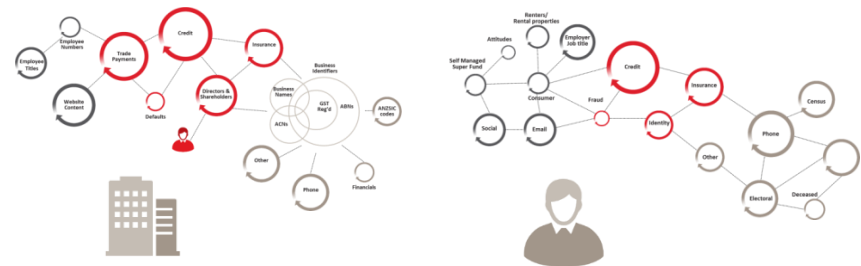 Employee
Numbers
Employee
Titles
Trade
Payments
Credit
Insurance
Website
Content
Defaults
Directors &
Shareholders
Business
Identifiers
Business
Names
GST
Reg'd
ABNs
ACNs
ANZSIC
codes
Other
Phone
Financials
Renters/
Rental properties
Attitudes
Employer
Job title
Self Managed
Super Fund
Consumer
Credit
Fraud
Insurance
Social
Email
Identity
Census
Phone
Other
Electoral
Deceased